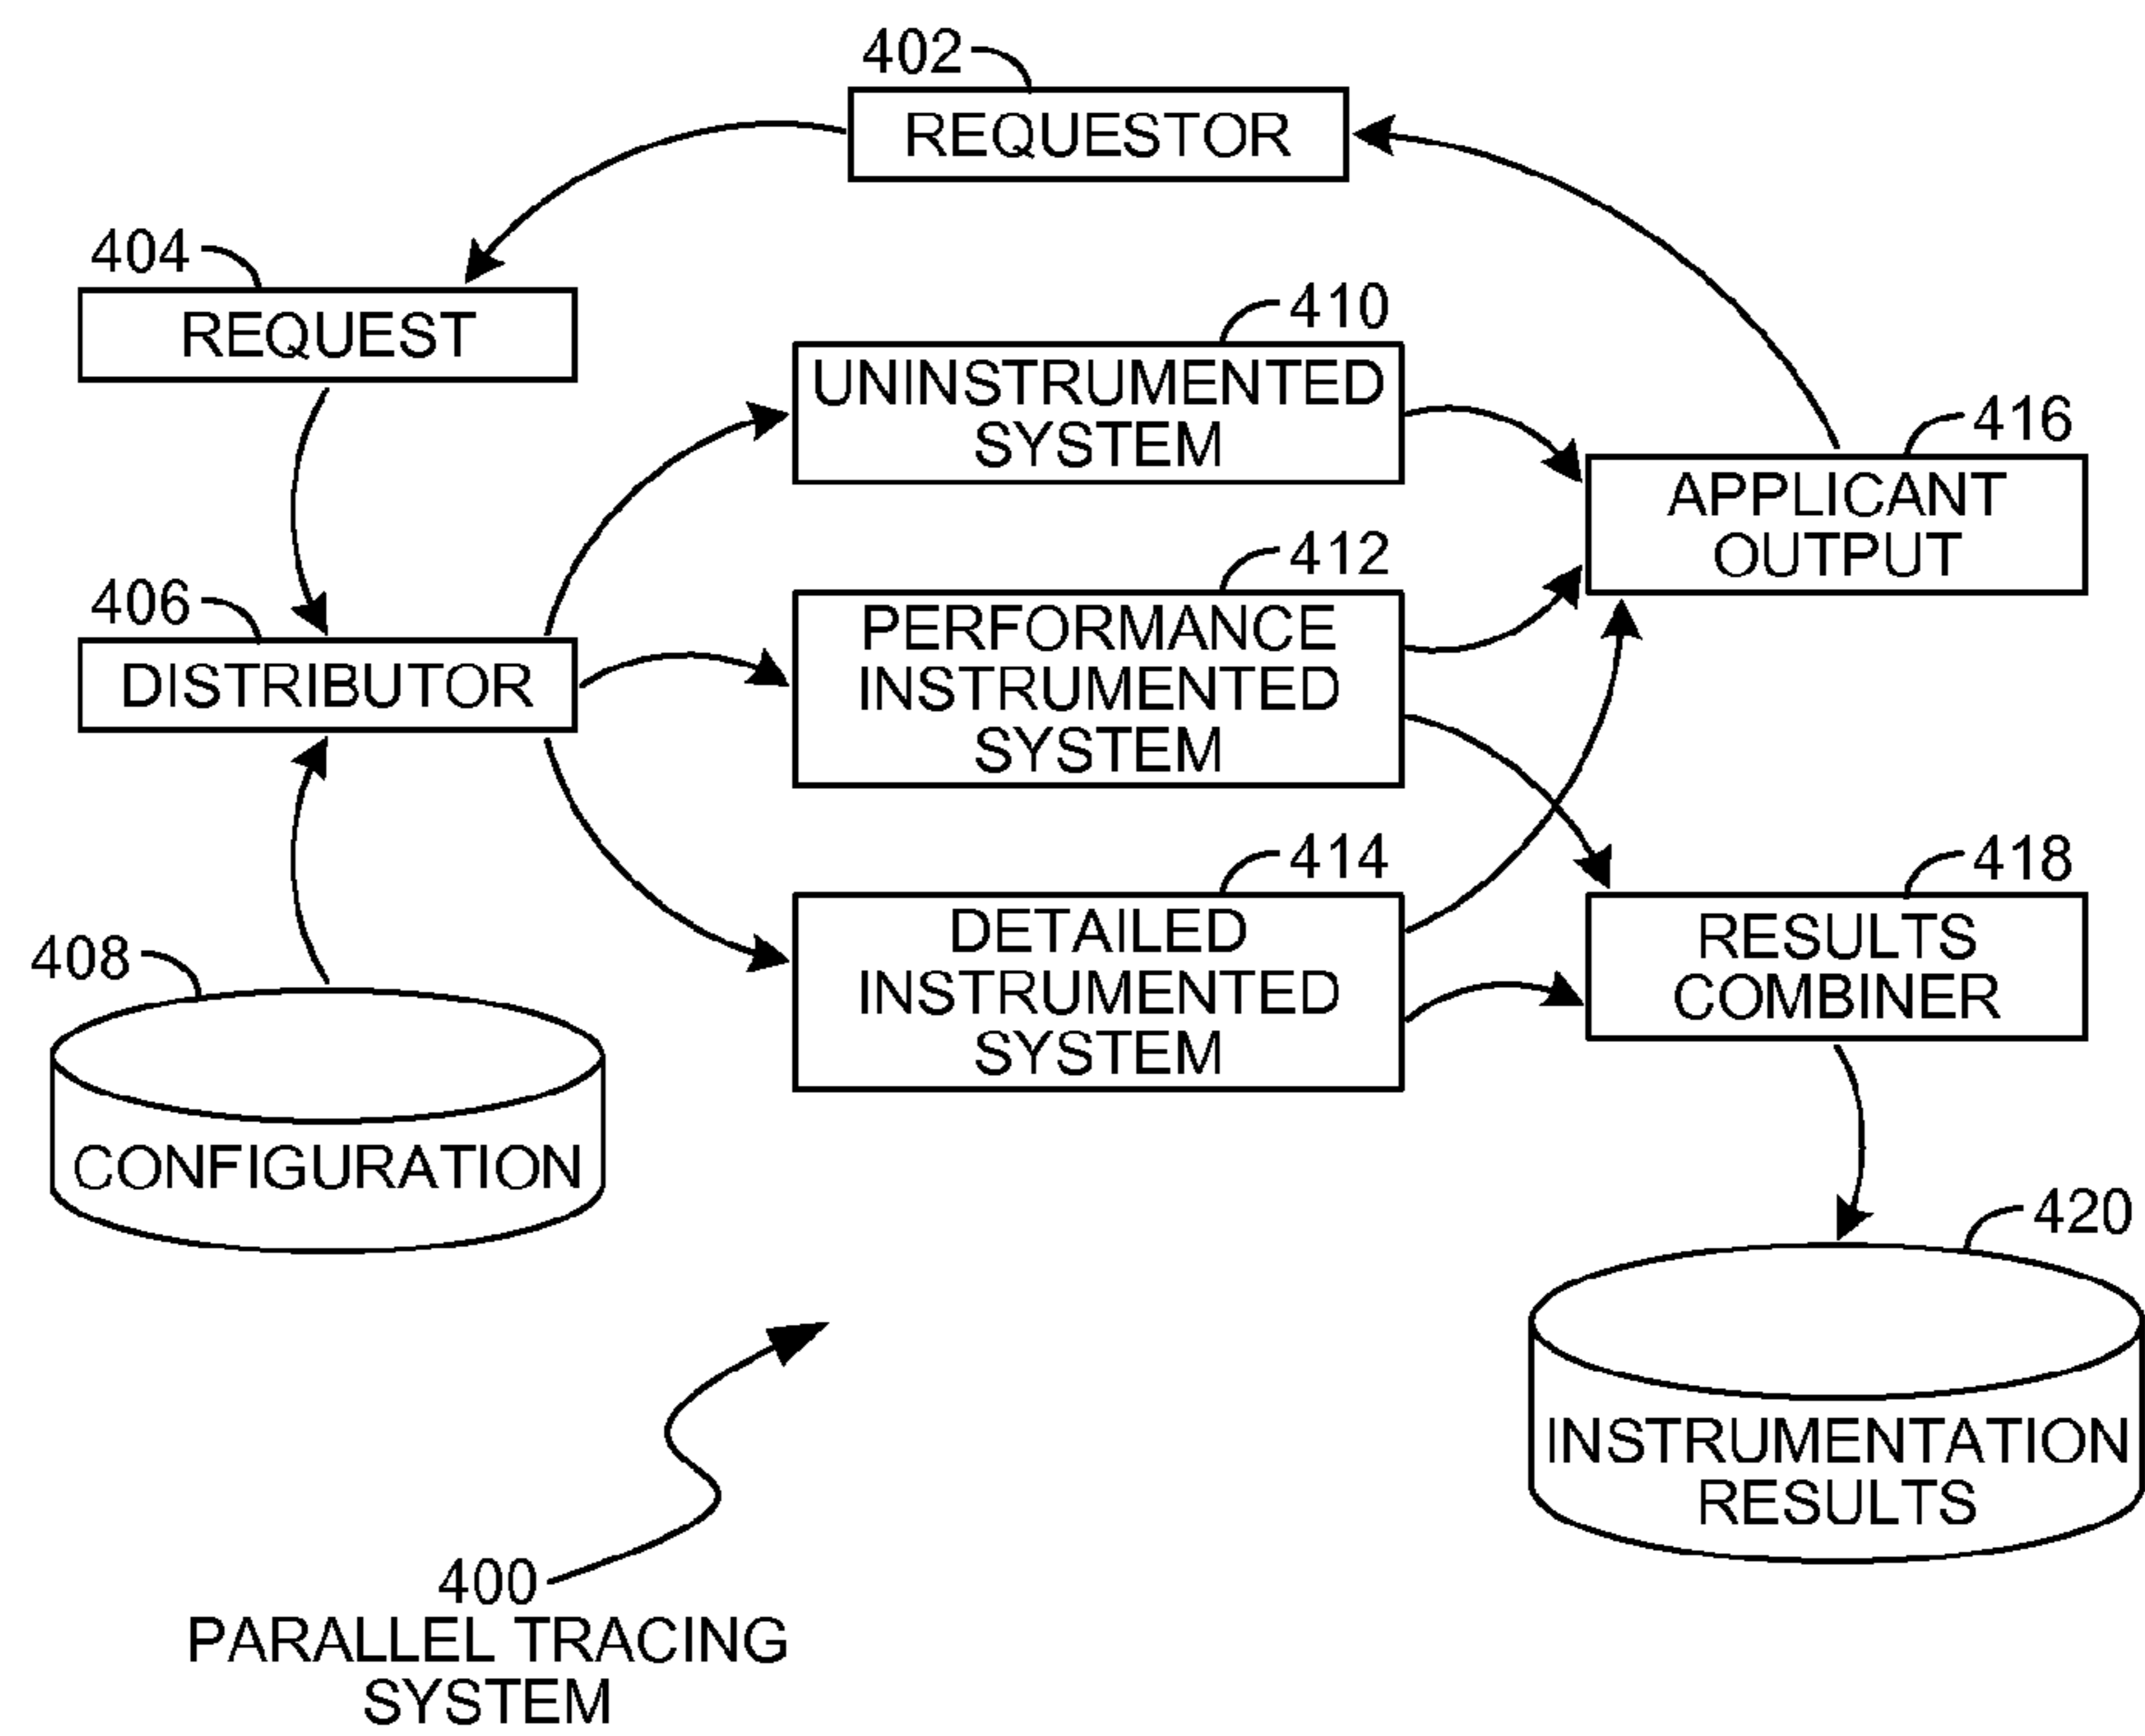 402
REQUESTOR
404
REQUEST
410
UNINSTRUMENTED
SYSTEM
416
APPLICANT
OUTPUT
412
PERFORMANCE
INSTRUMENTED
SYSTEM
406
DISTRIBUTOR
414
DETAILED
INSTRUMENTED
SYSTEM
418
RESULTS
COMBINER
408
CONFIGURATION
420
INSTRUMENTATION
RESULTS
400
PARALLEL TRACING
SYSTEM